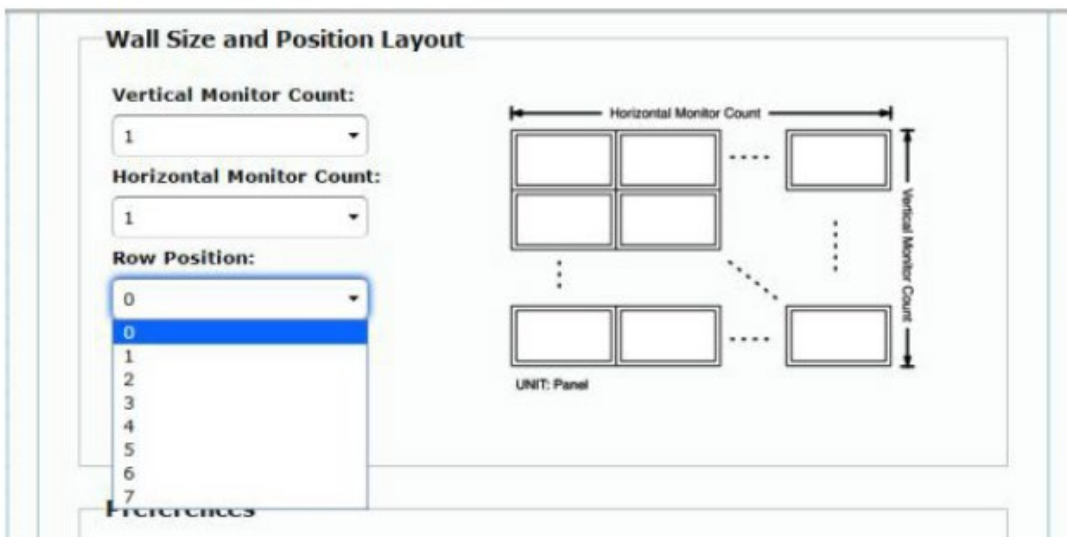 Wall Size and Position Layout
Vertical Monitor Count:
1
Horizontal Monitor Count:
1
Row Position:
0
0
1
2
3
4
5
6
7
Horizontal Monitor Count
Vertical Monitor Count
UNIT: Panel
Preferences